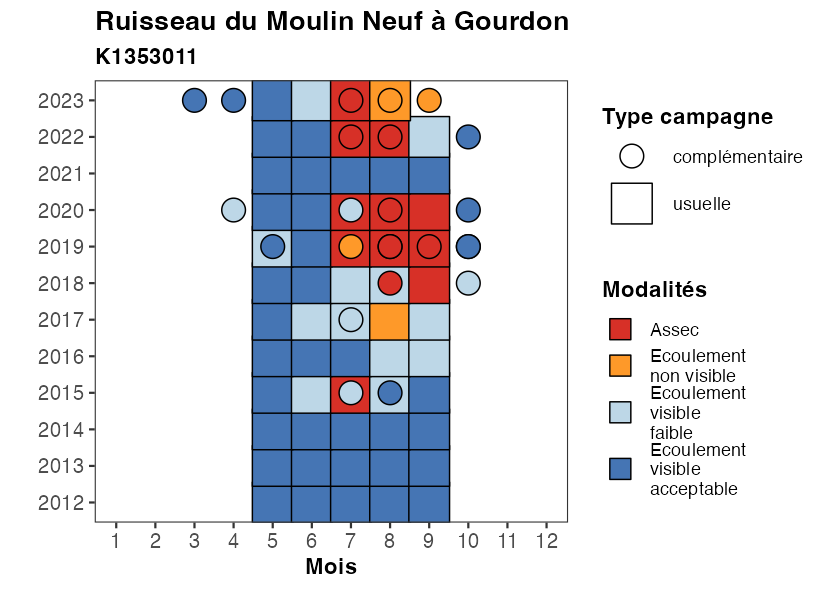 Ruisseau du Moulin Neuf à Gourdon
K1353011
2023
2022
2021
2020
2019
2018
2017
2016
2015
2014
2013
2012
1 2 3 4 5 6 7 8 9 10 11 12
Mois
Type campagne
complémentaire
usuelle
Modalités
Assec
Ecoulement
non visible
Ecoulement
visible
faible
Ecoulement
visible
acceptable